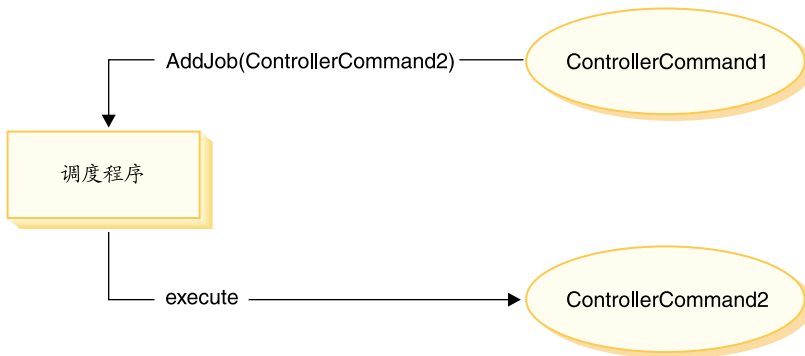 AddJob(ControllerCommand2)
ControllerCommand1
调度程序
execute
ControllerCommand2